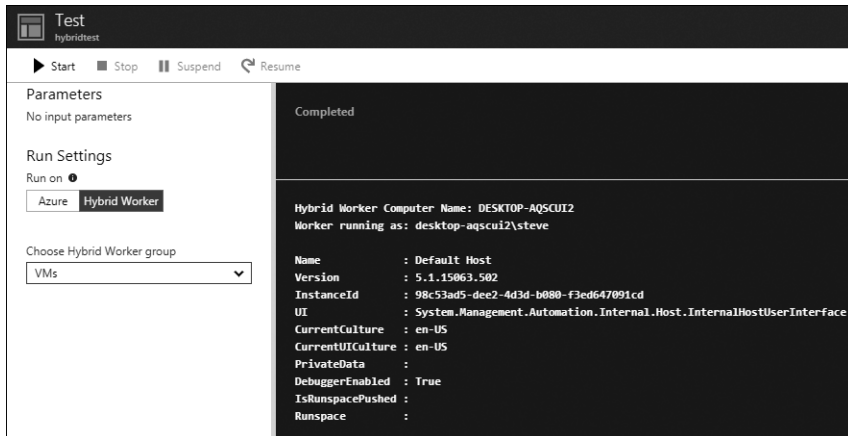 Test
hybridtest
Start Stop Suspend Resume
Parameters
No input parameters
Run Settings
Run on
Azure Hybrid Worker
Choose Hybrid Worker group
VMs
Completed
Hybrid Worker Computer Name: DESKTOP-AQSCUI2
Worker running as: desktop-aqscui2\steve
Name : Default Host
Version : 5.1.15063.502
InstanceId : 98c53ad5-dee2-4d3d-b080-f3ed647091cd
UI : System.Management.Automation.Internal.Host.InternalHostUserInterface
CurrentCulture : en-US
CurrentUICulture : en-US
PrivateData :
DebuggerEnabled : True
IsRunspacePushed :
Runspace :